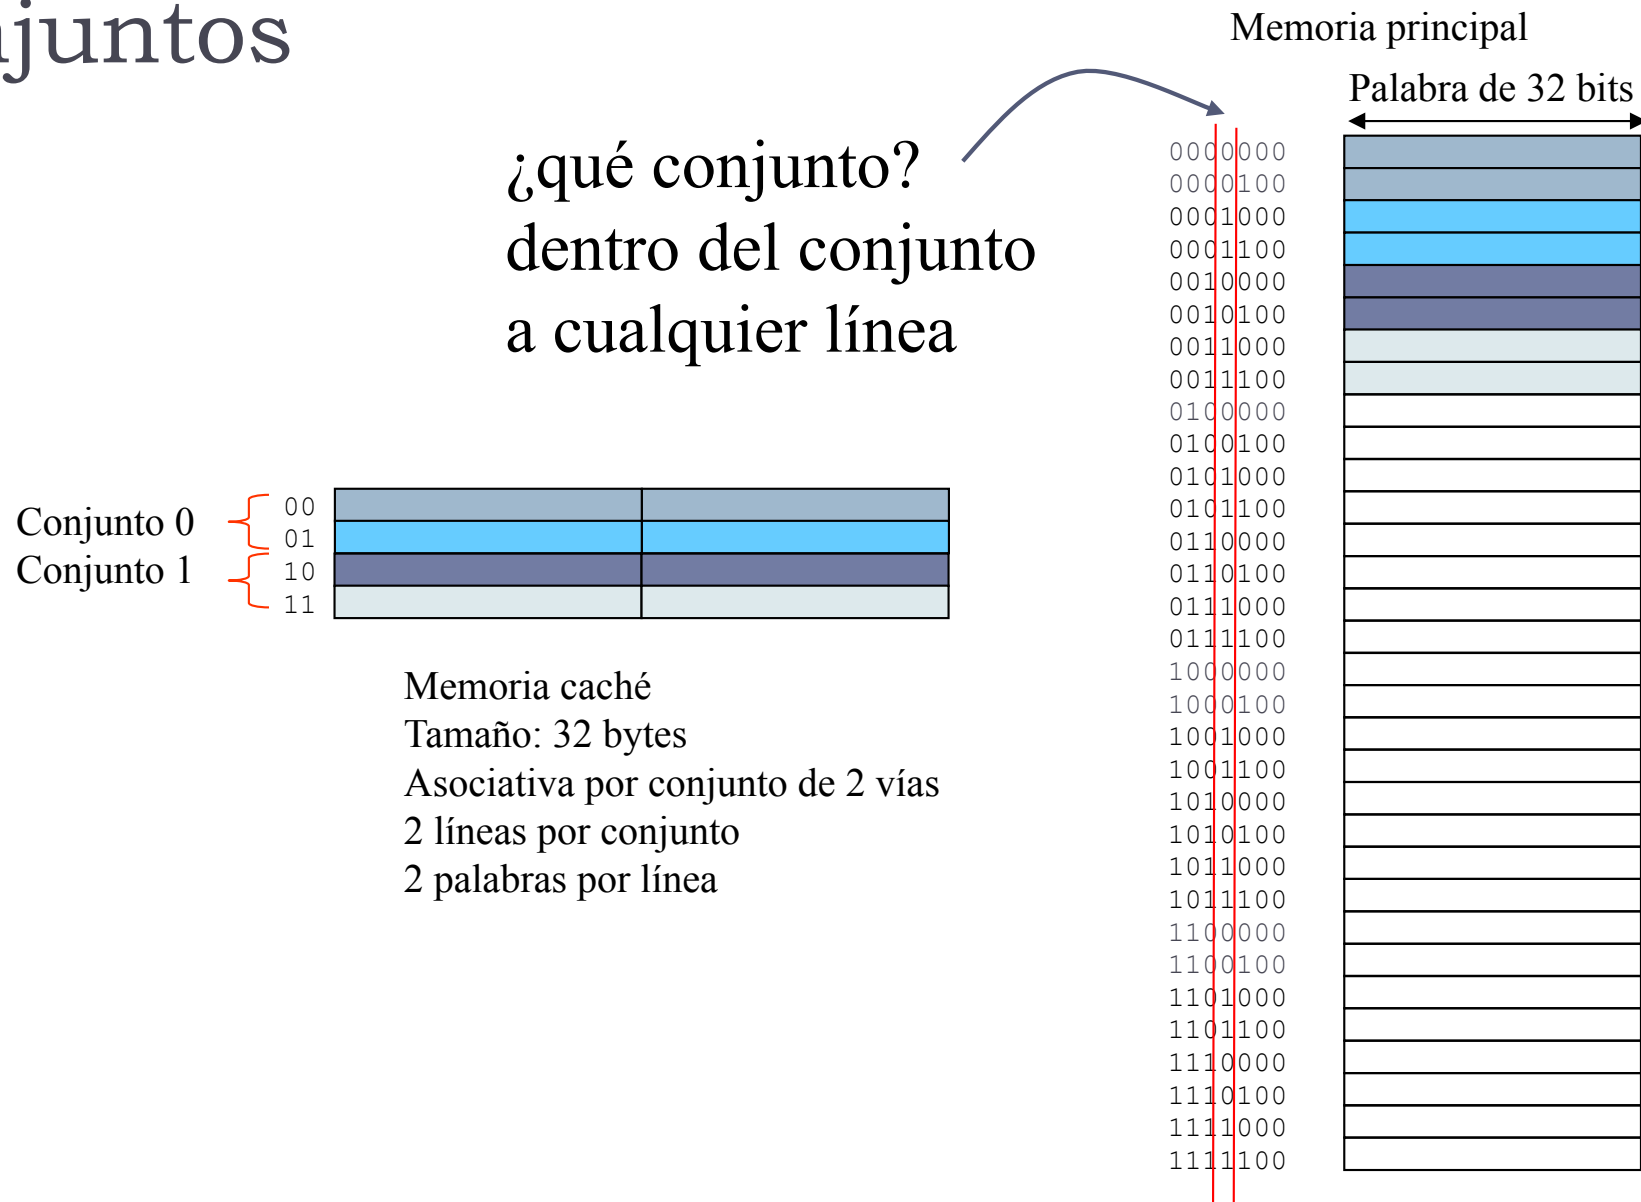 njuntos
Memoria principal
Palabra de 32 bits
¿qué conjunto?
dentro del conjunto
a cualquier línea
0000000
0000100
0001000
0001100
0010000
0010100
0011000
0011100
0100000
0100100
0101000
0101100
0110000
0110100
0111000
0111100
1000000
1000100
1001000
1001100
1010000
1010100
1011000
1011100
1100000
1100100
1101000
1101100
1110000
1110100
1111000
1111100
Conjunto 0
Conjunto 1
00
01
10
11
Memoria caché
Tamaño: 32 bytes
Asociativa por conjunto de 2 vías
2 líneas por conjunto
2 palabras por línea